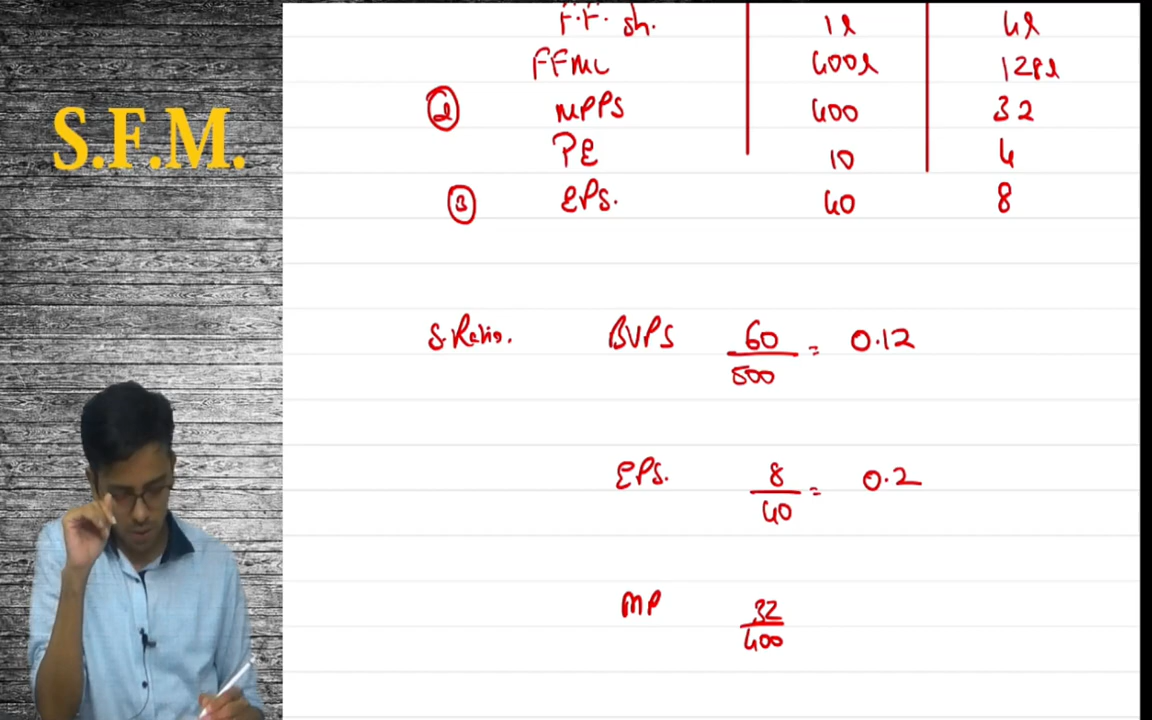 S.F.M.
F.F. sh. 1l 4l
FFMC 400l 128l
② MPPS 400 32
PE 10 4
③ EPS. 40 8
S.Ratio. BVPS 60/500 = 0.12
EPS. 8/40 = 0.2
MP 32/400